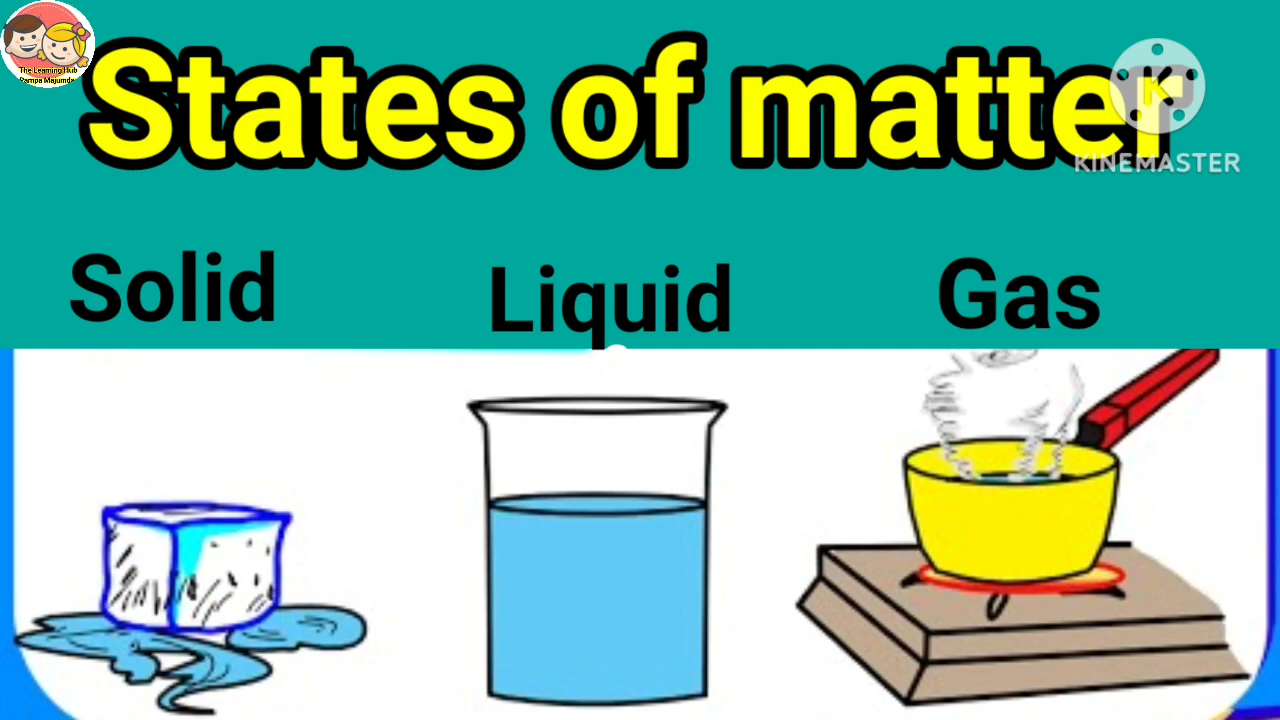 The Learning Hub
States of matter
K
KINEMASTER
Solid Liquid Gas